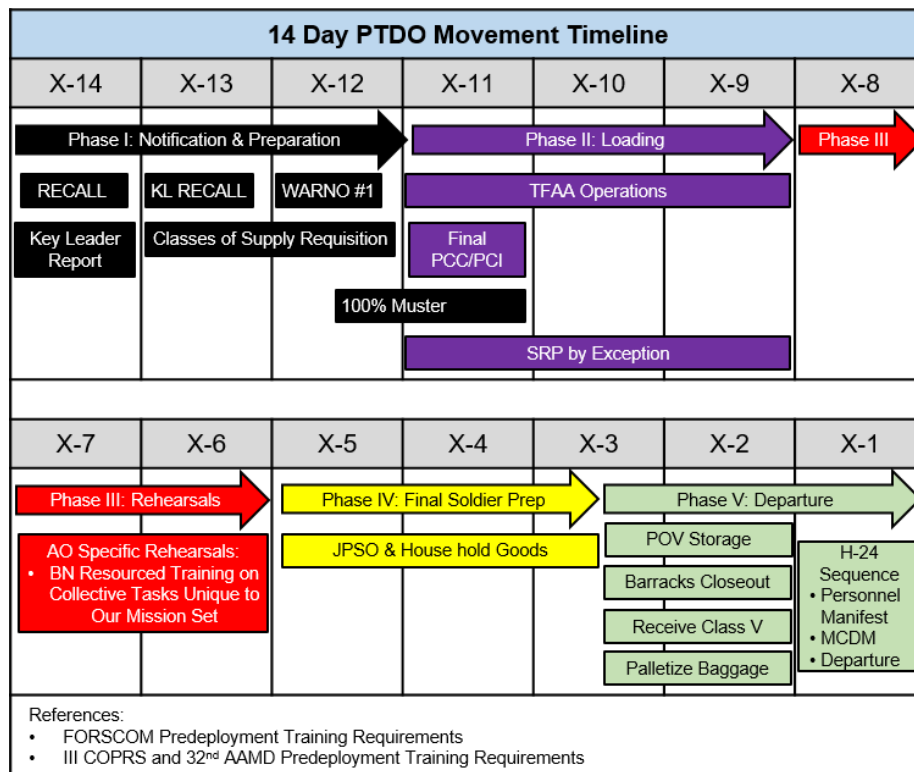 14 Day PTDO Movement Timeline
X-14 X-13 X-12 X-11 X-10 X-9 X-8
Phase I: Notification & Preparation Phase II: Loading Phase III
RECALL KL RECALL WARNO #1 TFAA Operations
Key Leader
Report
Classes of Supply Requisition
Final
PCC/PCI
100% Muster
SRP by Exception
X-7 X-6 X-5 X-4 X-3 X-2 X-1
Phase III: Rehearsals Phase IV: Final Soldier Prep Phase V: Departure
AO Specific Rehearsals:
• BN Resourced Training on
Collective Tasks Unique to
Our Mission Set
JPSO & House hold Goods
POV Storage
Barracks Closeout
Receive Class V
Palletize Baggage
H-24
Sequence
• Personnel
Manifest
• MCDM
• Departure
References:
• FORSCOM Predeployment Training Requirements
• III COPRS and 32nd AAMD Predeployment Training Requirements